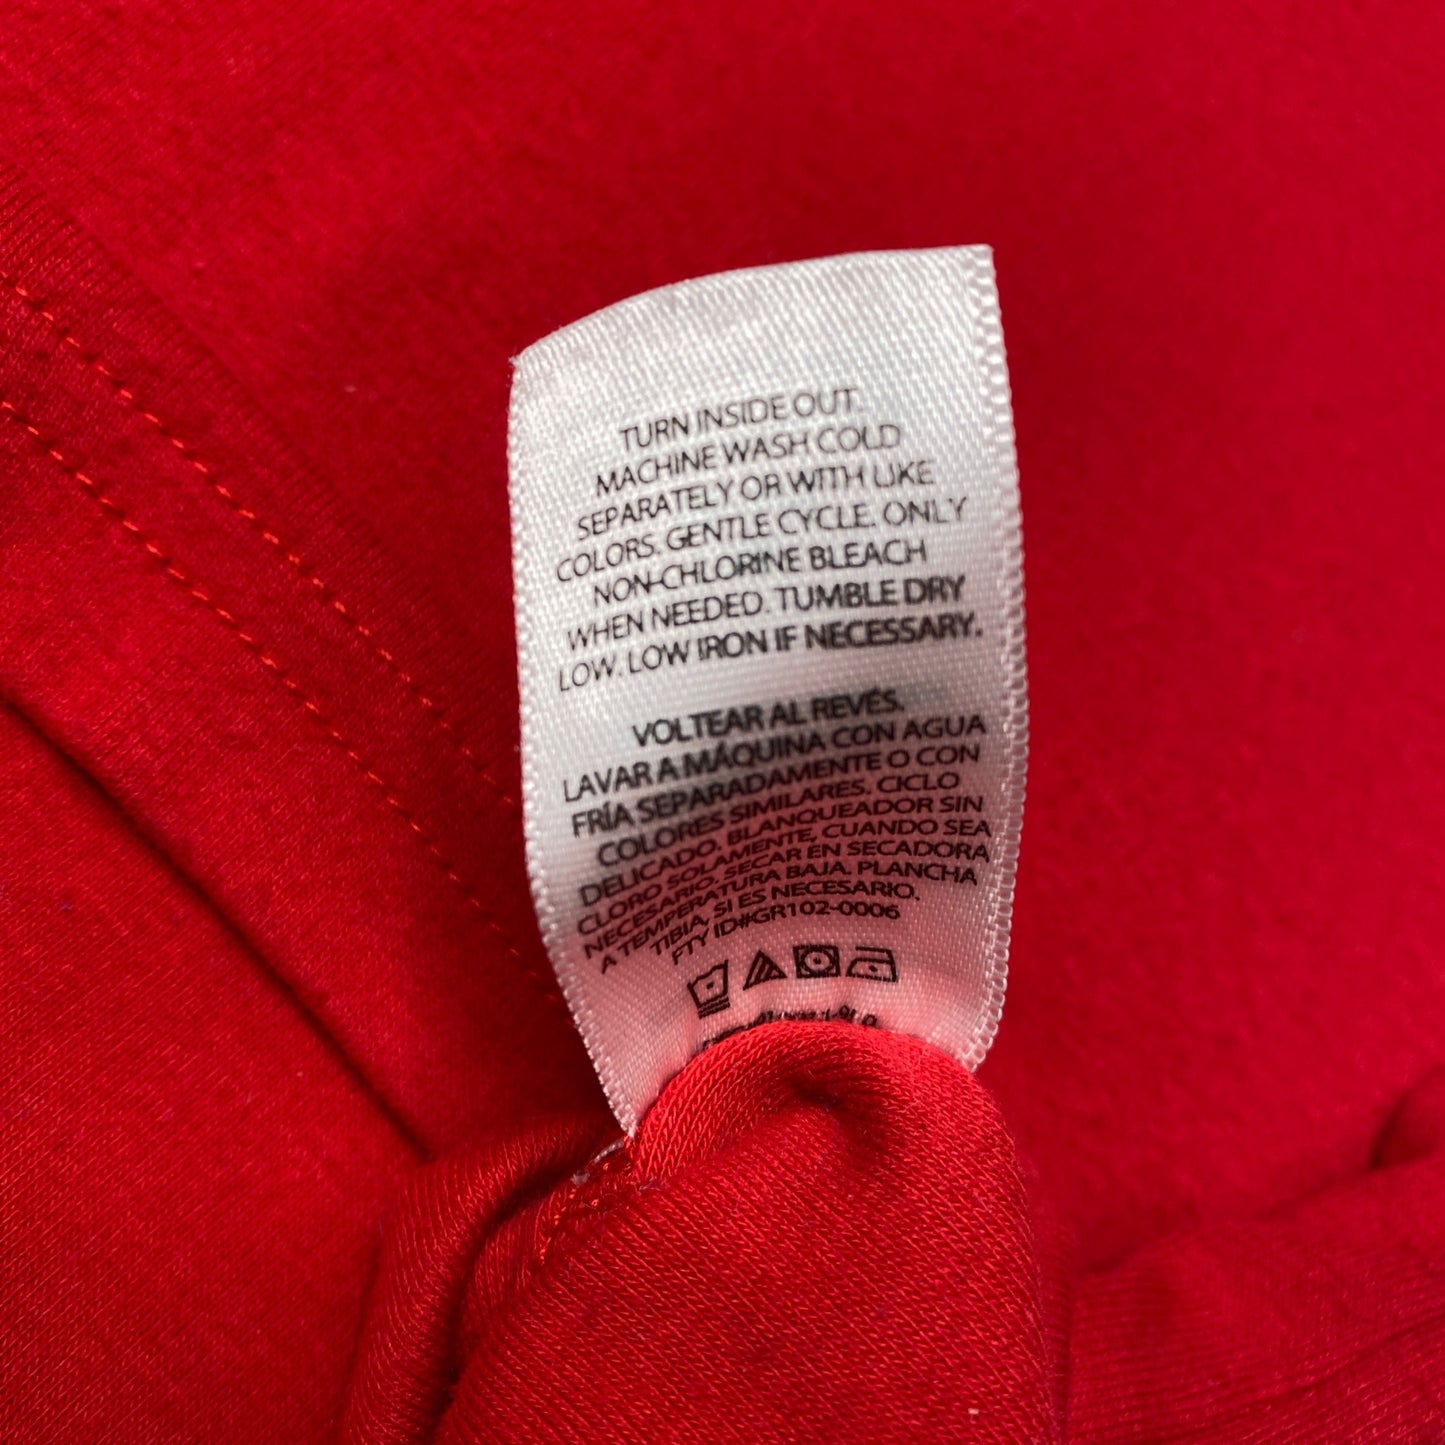 TURN INSIDE OUT.
MACHINE WASH COLD
SEPARATELY OR WITH LIKE
COLORS. GENTLE CYCLE. ONLY
NON-CHLORINE BLEACH
WHEN NEEDED. TUMBLE DRY
LOW. LOW IRON IF NECESSARY.
VOLTEAR AL REVÉS.
LAVAR A MÁQUINA CON AGUA
FRÍA SEPARADAMENTE O CON
COLORES SIMILARES. CICLO
DELICADO. BLANQUEADOR SIN
CLORO SOLAMENTE, CUANDO SEA
NECESARIO. SECAR EN SECADORA
A TEMPERATURA BAJA. PLANCHA
TIBIA, SI ES NECESARIO.
FTY ID#GR102-0006